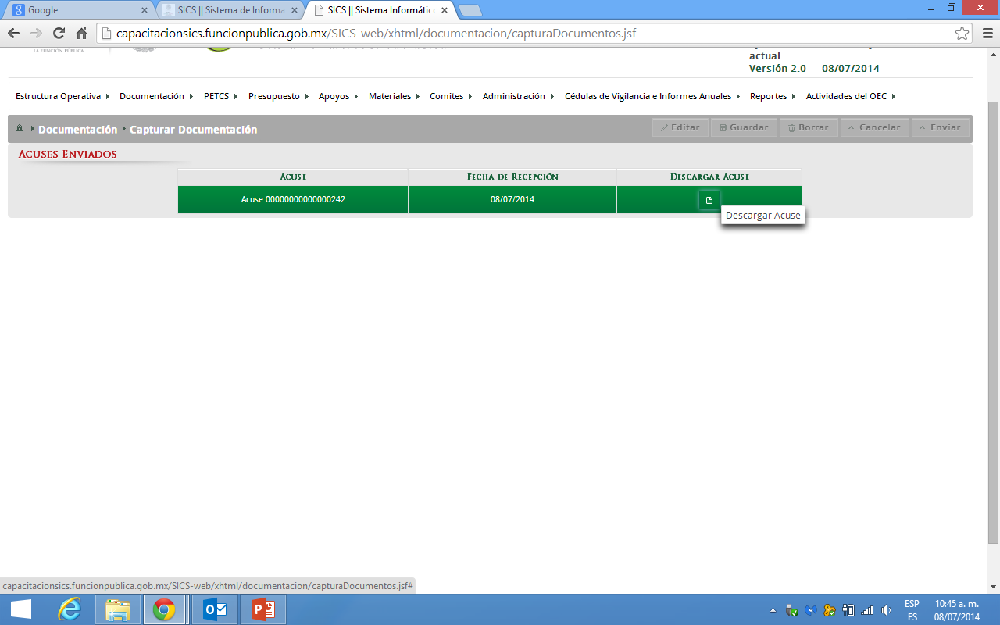 Google
SICS || Sistema de Informa
SICS || Sistema Informático
capacitacionsics.funcionpublica.gob.mx/SICS-web/xhtml/documentacion/capturaDocumentos.jsf
LA FUNCIÓN PÚBLICA
actual
Versión 2.0 08/07/2014
Estructura Operativa Documentación PETCS Presupuesto Apoyos Materiales Comites Administración Cédulas de Vigilancia e Informes Anuales Reportes Actividades del OEC
Documentación Capturar Documentación
Editar Guardar Borrar Cancelar Enviar
Acuses Enviados
Acuse Fecha de Recepción Descargar Acuse
Acuse 00000000000000242 08/07/2014
Descargar Acuse
capacitacionsics.funcionpublica.gob.mx/SICS-web/xhtml/documentacion/capturaDocumentos.jsf#
ESP 10:45 a. m.
ES 08/07/2014